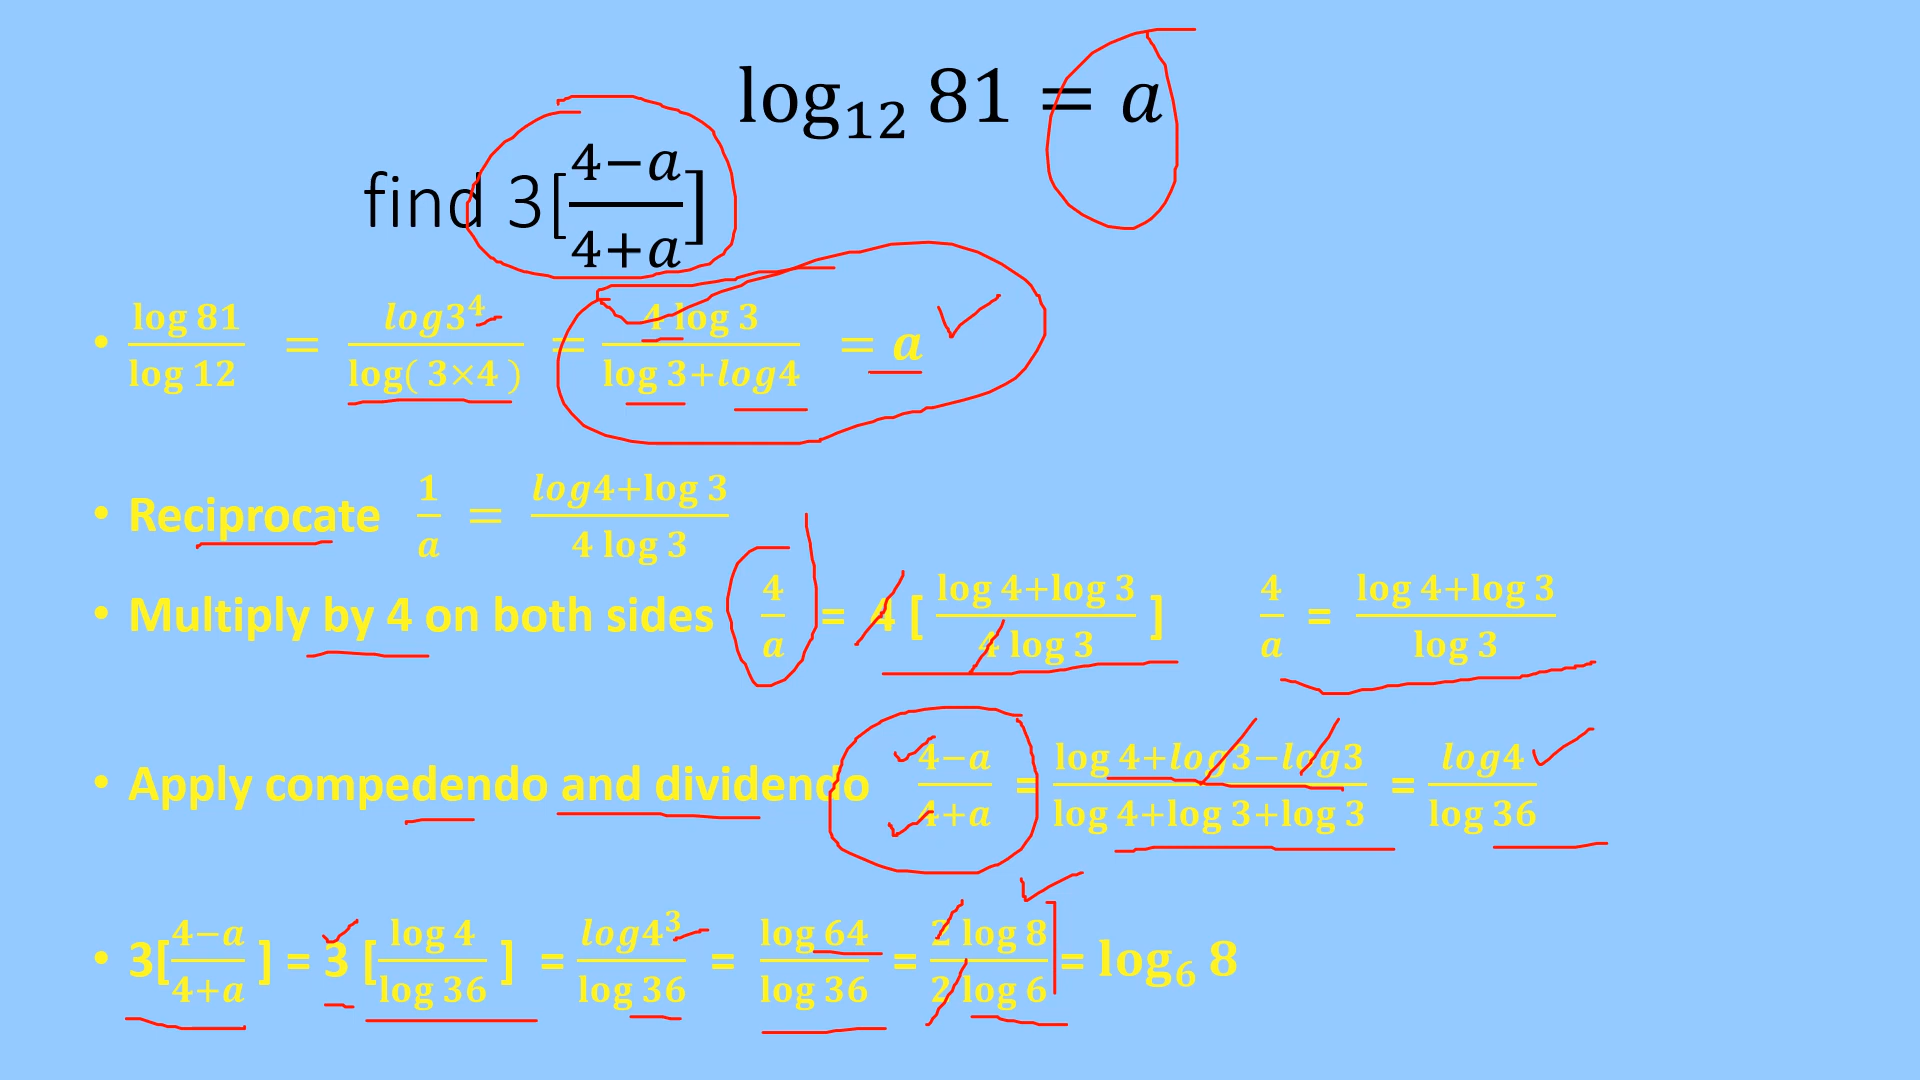 log₁₂ 81 = a
find 3[(4−a)/(4+a)]
• log 81/log 12 = log3⁴/log( 3×4 ) = 4 log 3/(log 3+log4) = a
• Reciprocate 1/a = (log4+log 3)/(4 log 3)
• Multiply by 4 on both sides 4/a = 4 [ (log 4+log 3)/(4 log 3) ] 4/a = (log 4+log 3)/(log 3)
• Apply compedendo and dividendo (4−a)/(4+a) = (log 4+log3−log3)/(log 4+log 3+log 3) = log4/log 36
• 3[(4−a)/(4+a)] = 3 [log 4/log 36] = log4³/log 36 = log 64/log 36 = 2 log 8/2 log 6 = log₆ 8